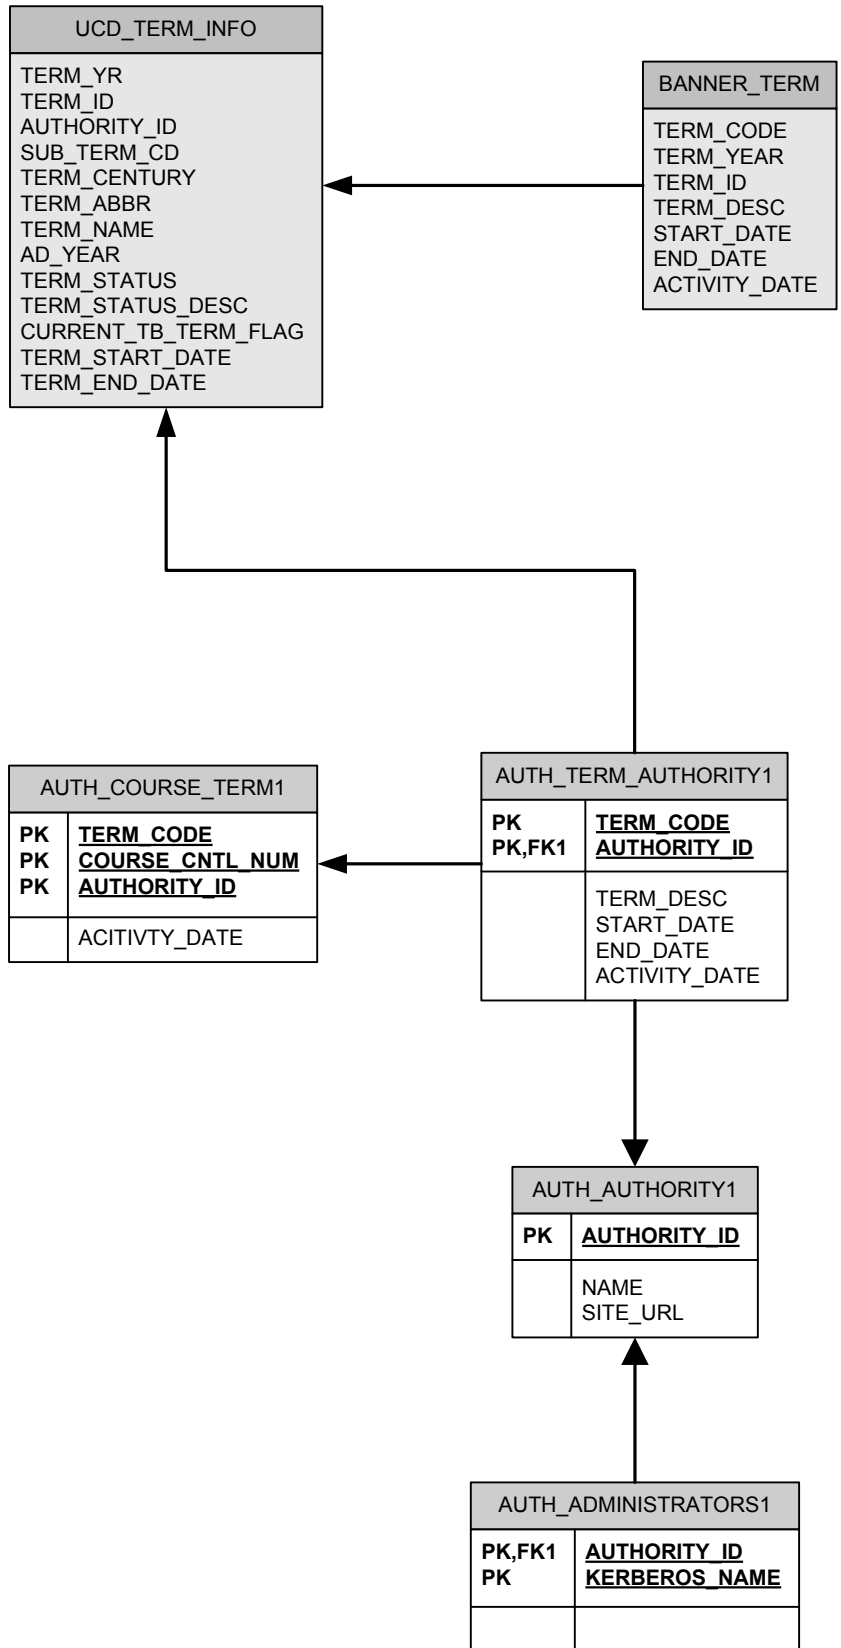 UCD_TERM_INFO
TERM_YR
TERM_ID
AUTHORITY_ID
SUB_TERM_CD
TERM_CENTURY
TERM_ABBR
TERM_NAME
AD_YEAR
TERM_STATUS
TERM_STATUS_DESC
CURRENT_TB_TERM_FLAG
TERM_START_DATE
TERM_END_DATE
BANNER_TERM
TERM_CODE
TERM_YEAR
TERM_ID
TERM_DESC
START_DATE
END_DATE
ACTIVITY_DATE
AUTH_COURSE_TERM1
PK TERM_CODE
PK COURSE_CNTL_NUM
PK AUTHORITY_ID
ACITIVTY_DATE
AUTH_TERM_AUTHORITY1
PK TERM_CODE
PK,FK1 AUTHORITY_ID
TERM_DESC
START_DATE
END_DATE
ACTIVITY_DATE
AUTH_AUTHORITY1
PK AUTHORITY_ID
NAME
SITE_URL
AUTH_ADMINISTRATORS1
PK,FK1 AUTHORITY_ID
PK KERBEROS_NAME